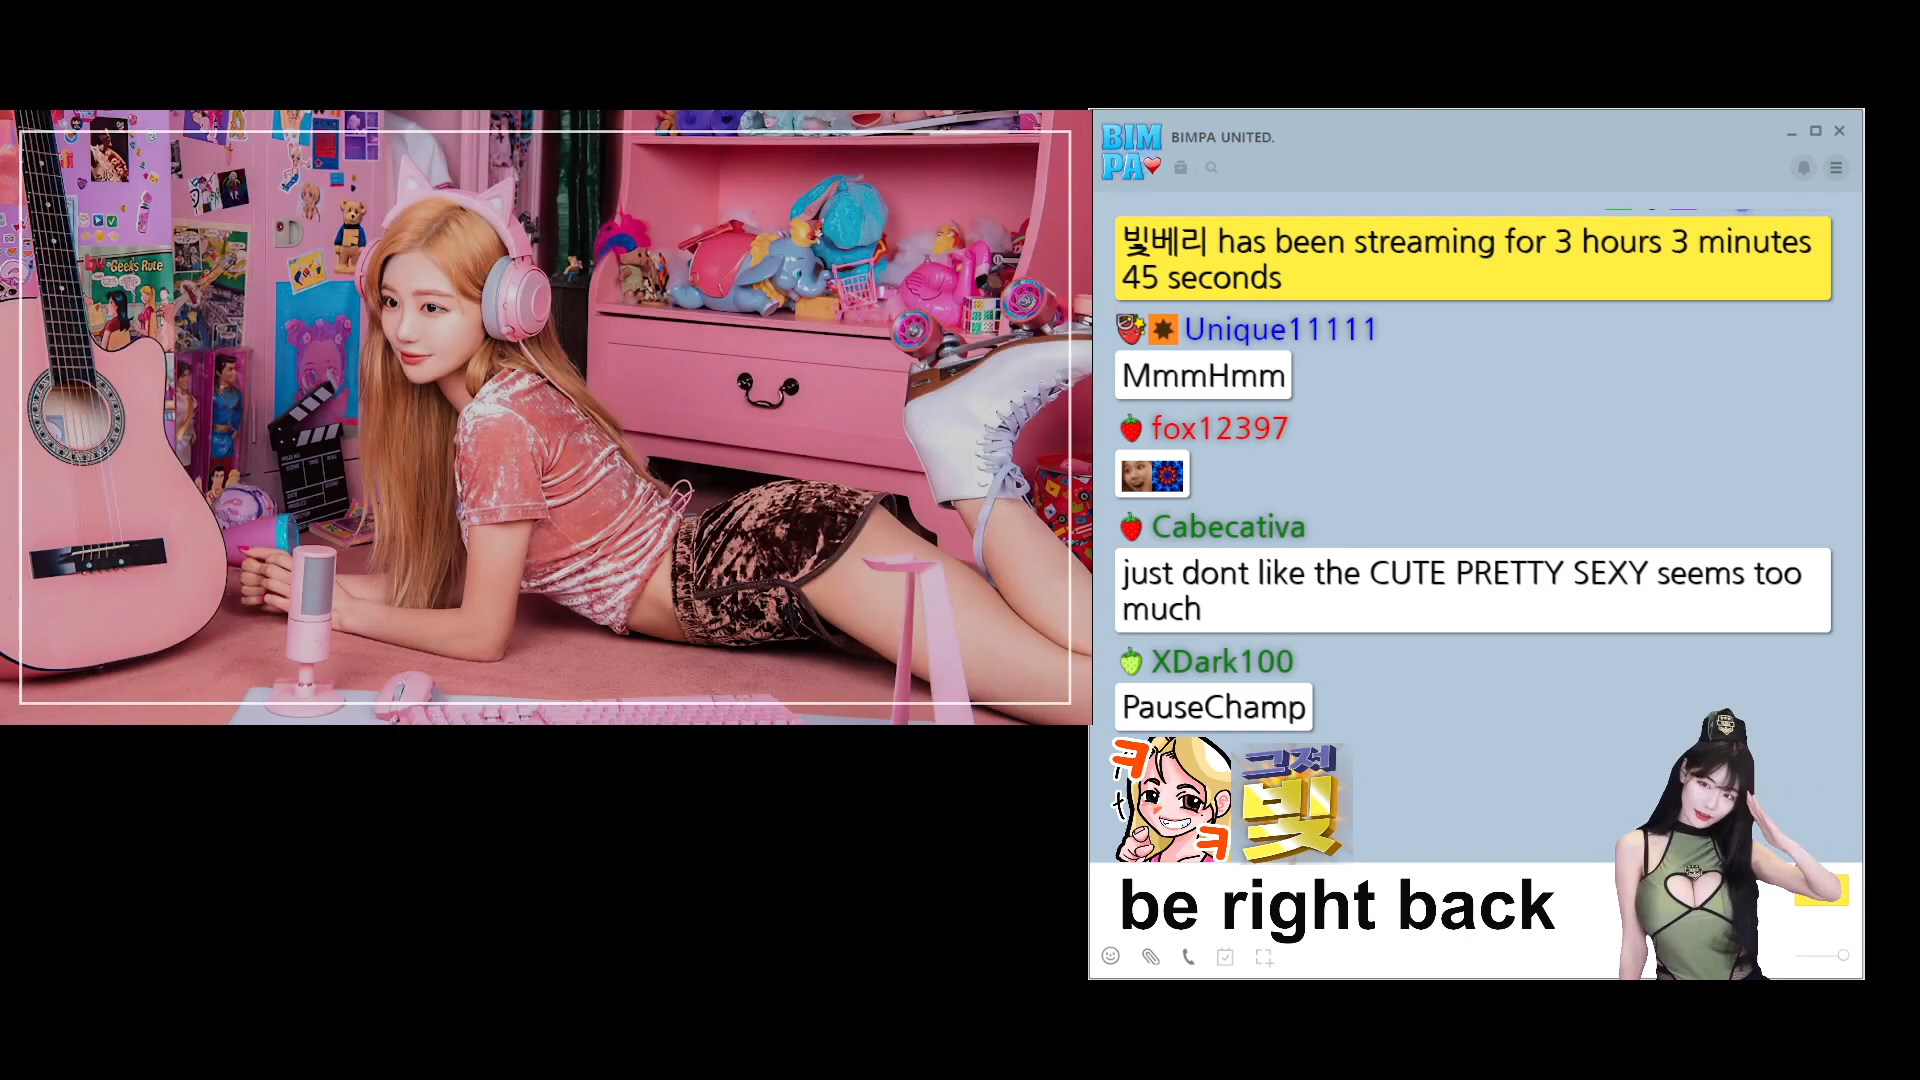 Geeks Rule
BIM
PA
BIMPA UNITED.
빛베리 has been streaming for 3 hours 3 minutes
45 seconds
Unique11111
MmmHmm
fox12397
Cabecativa
just dont like the CUTE PRETTY SEXY seems too
much
XDark100
PauseChamp
ㅋ
ㅋ
그저
빛
be right back